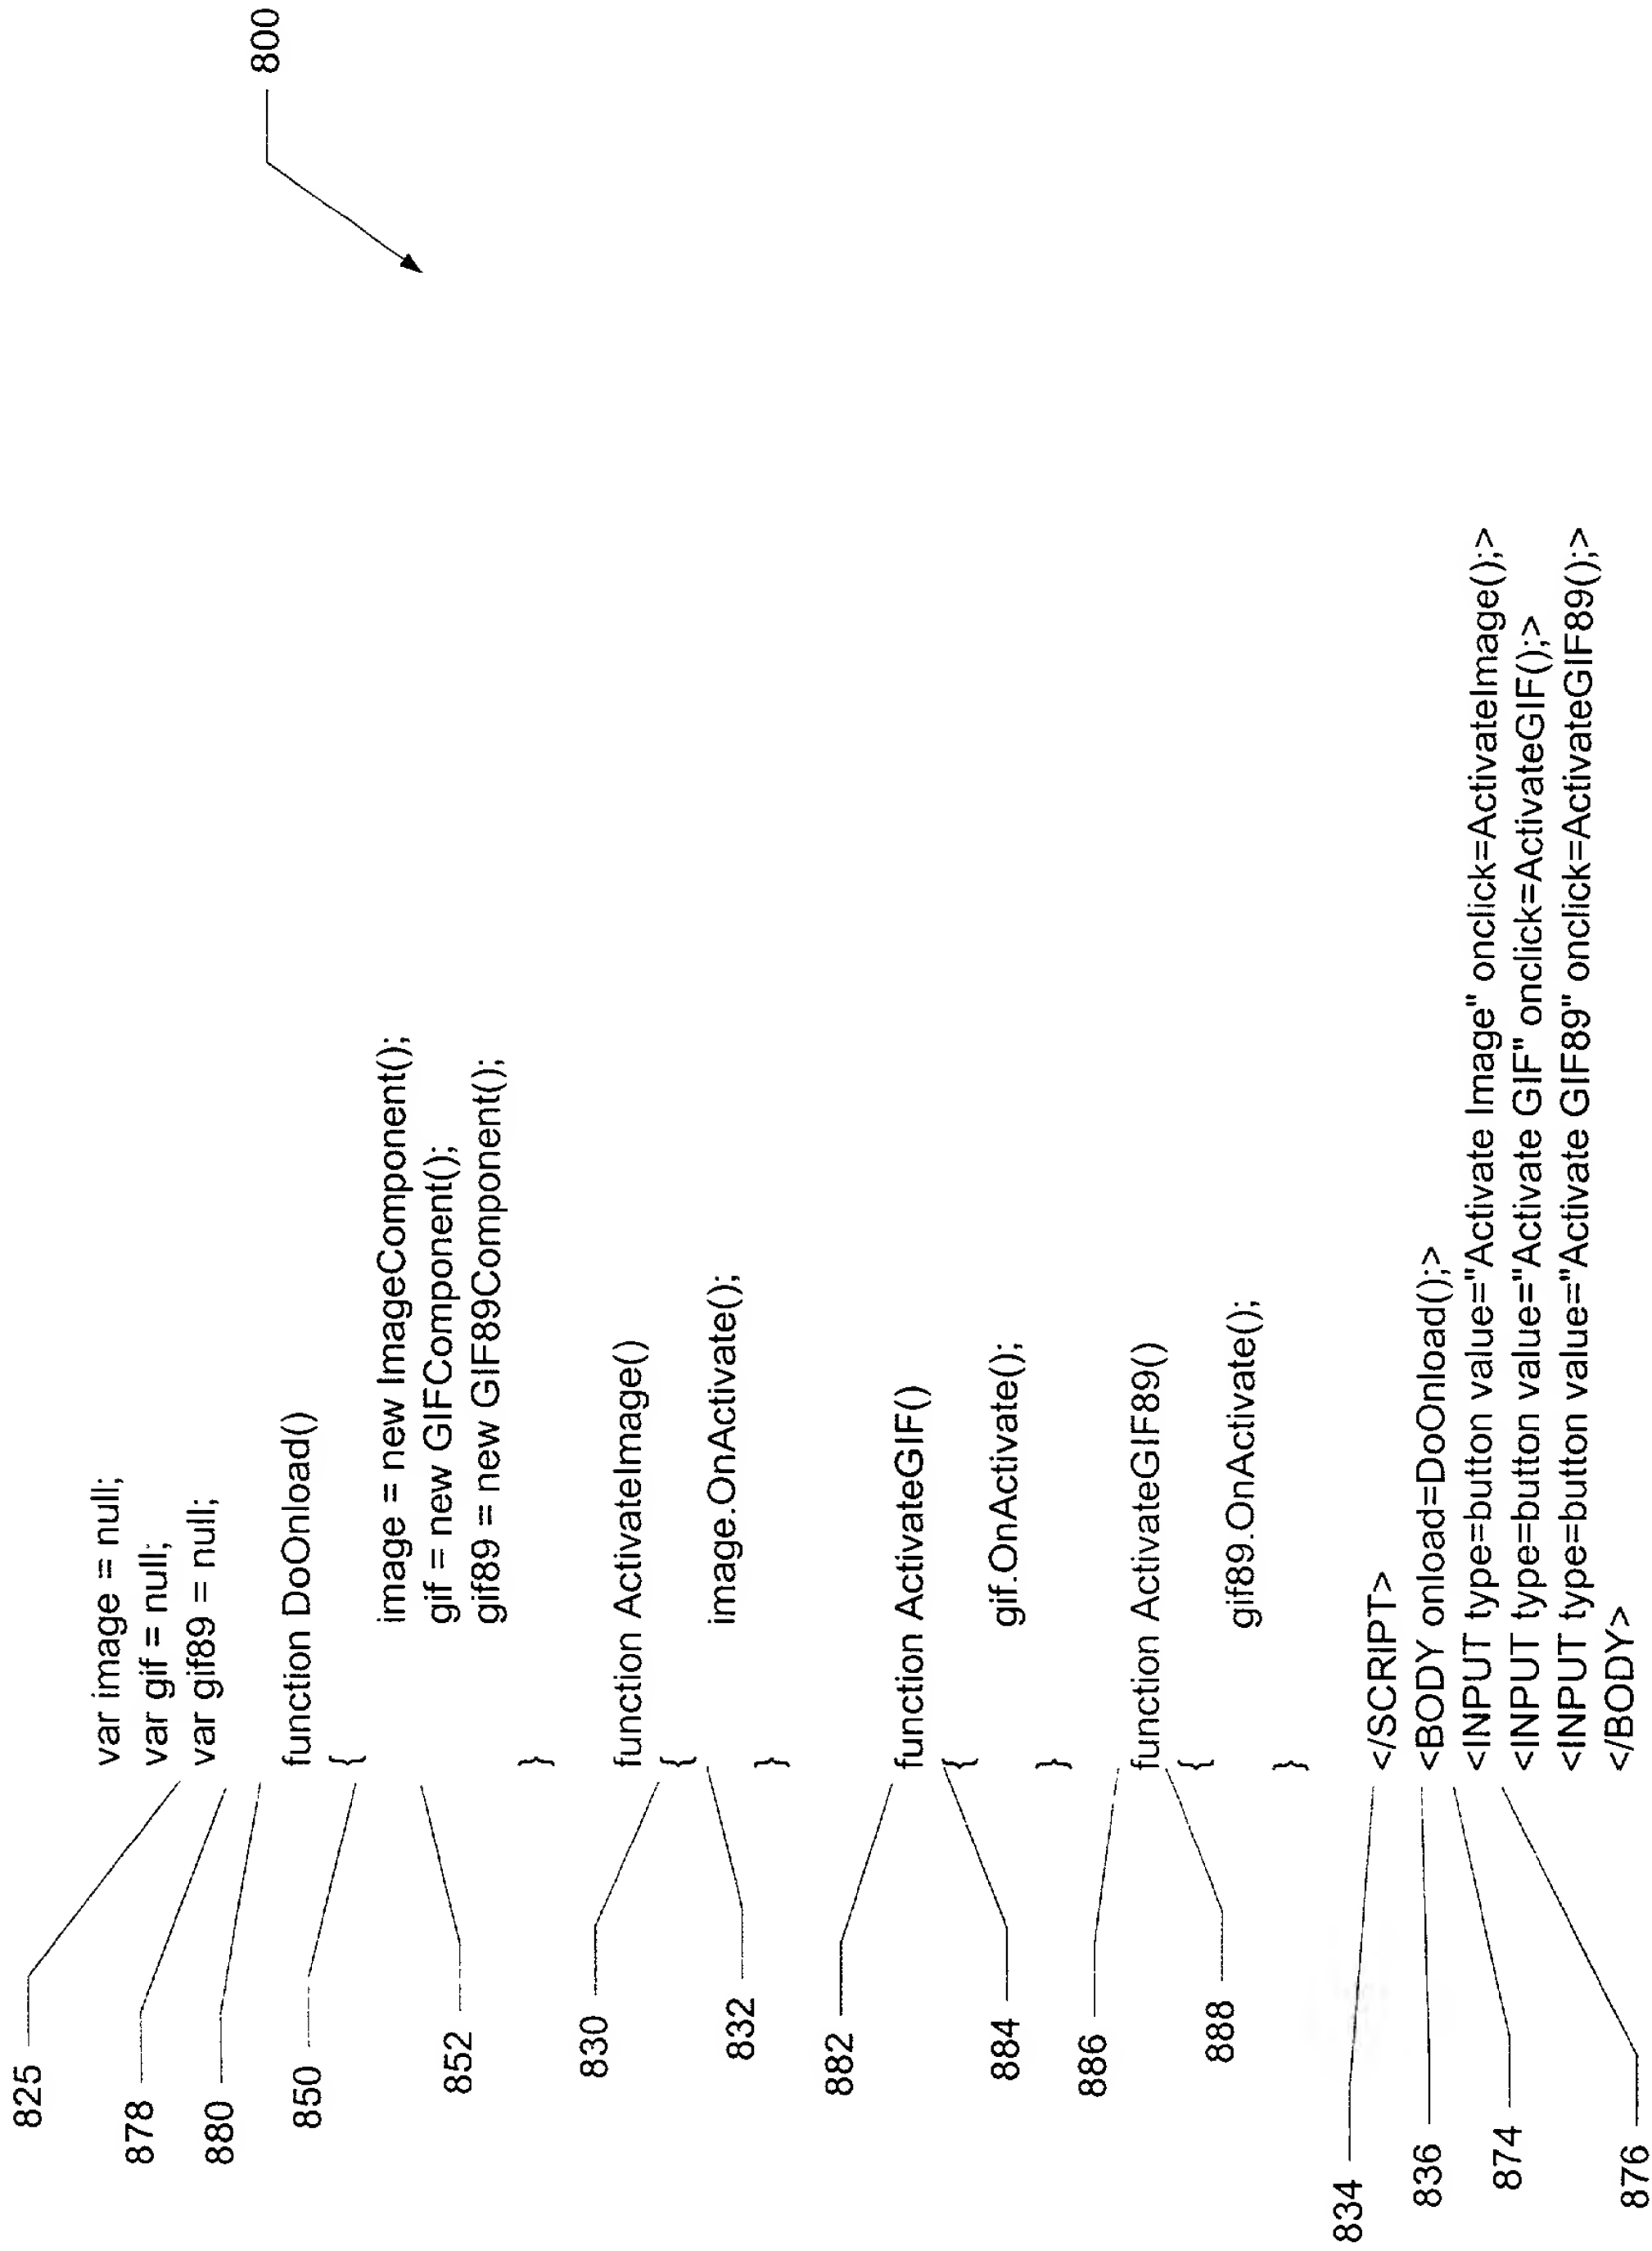 800
825
878
880
850
852
830
832
882
884
886
888
834
836
874
876
var image = null;
var gif = null;
var gif89 = null;
function DoOnload()
{
image = new ImageComponent();
gif = new GIFComponent();
gif89 = new GIF89Component();
}
function ActivateImage()
{
image.OnActivate();
}
function ActivateGIF()
{
gif.OnActivate();
}
function ActivateGIF89()
{
gif89.OnActivate();
}
</SCRIPT>
<BODY onload=DoOnload();>
<INPUT type=button value="Activate Image" onclick=ActivateImage();>
<INPUT type=button value="Activate GIF" onclick=ActivateGIF();>
<INPUT type=button value="Activate GIF89" onclick=ActivateGIF89();>
</BODY>